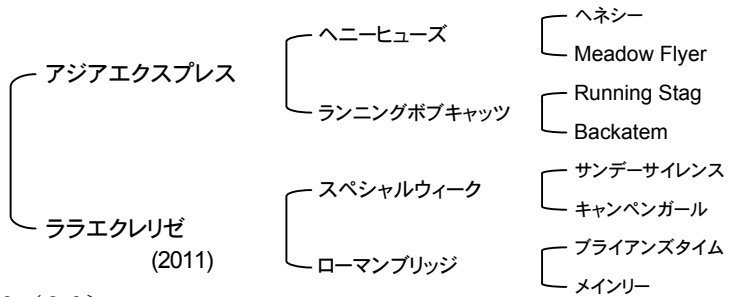 ヘネシー
ヘニーヒューズ
Meadow Flyer
アジアエクスプレス
Running Stag
ランニングボブキャッツ
Backatem
サンデーサイレンス
スペシャルウィーク
キャンペンガール
ララエクレリゼ
(2011)
ブライアンズタイム
ローマンブリッジ
メインリー